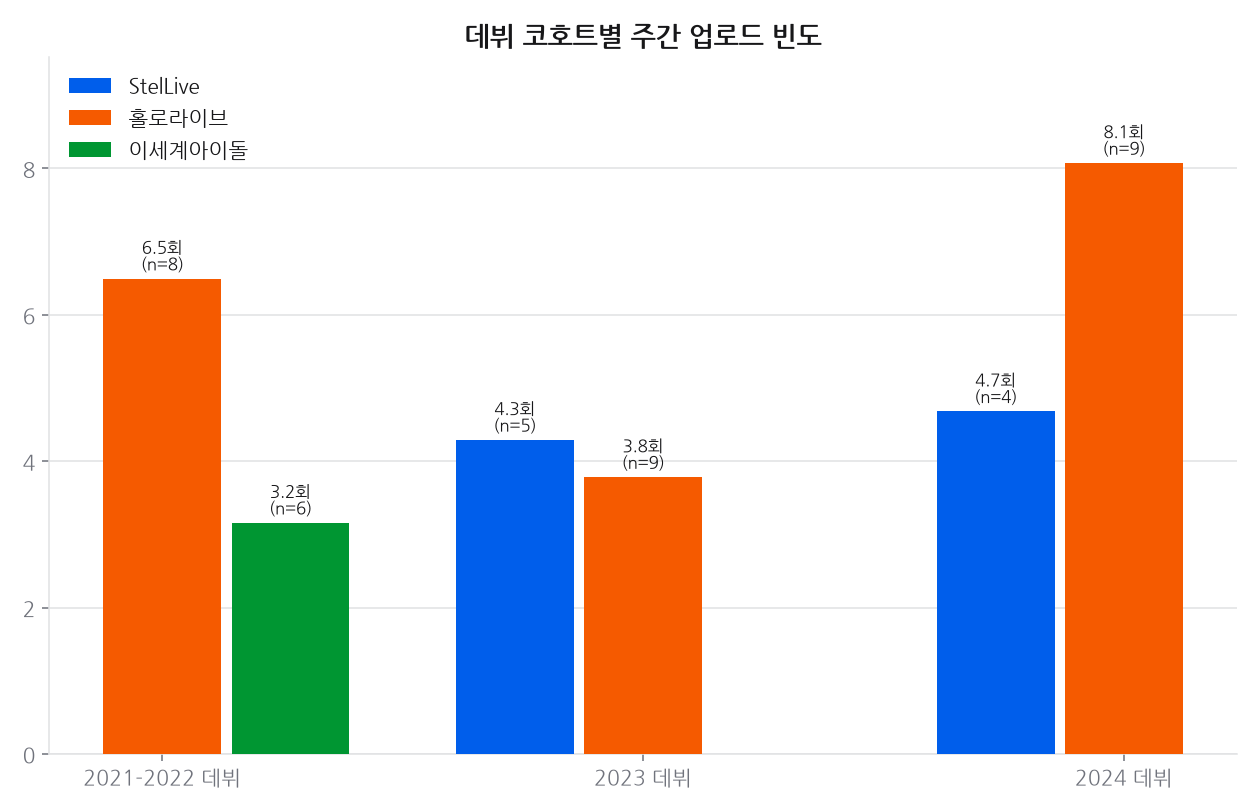 데뷔 코호트별 주간 업로드 빈도
StelLive
홀로라이브
이세계아이돌
8
6
4
2
0
6.5회
(n=8)
3.2회
(n=6)
4.3회
(n=5)
3.8회
(n=9)
4.7회
(n=4)
8.1회
(n=9)
2021-2022 데뷔
2023 데뷔
2024 데뷔